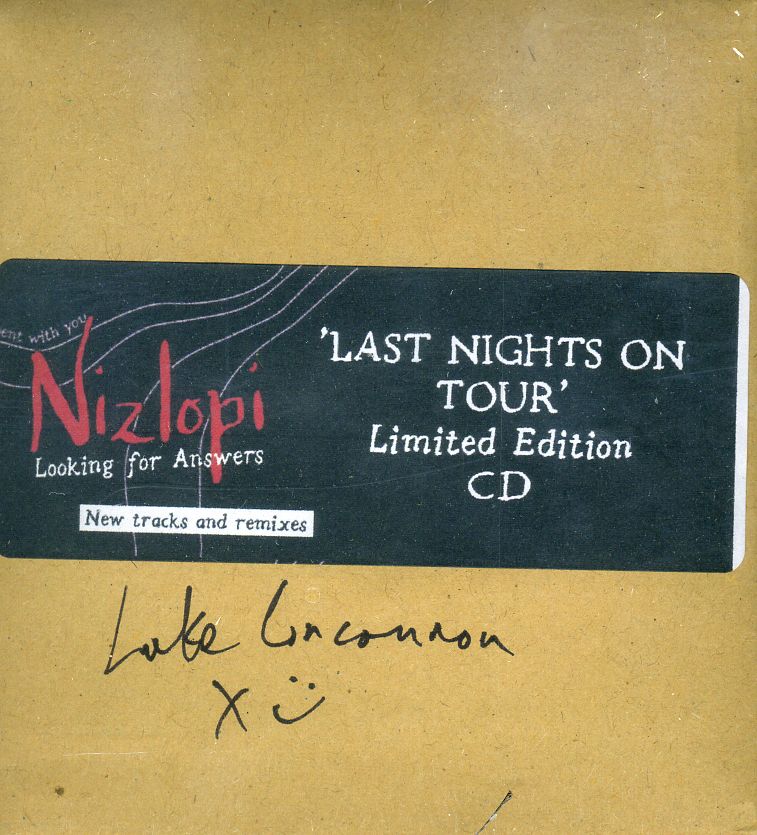 ent with you
Nizlopi
Looking for Answers
New tracks and remixes
'LAST NIGHTS ON
TOUR'
Limited Edition
CD
Luke Concannon
X